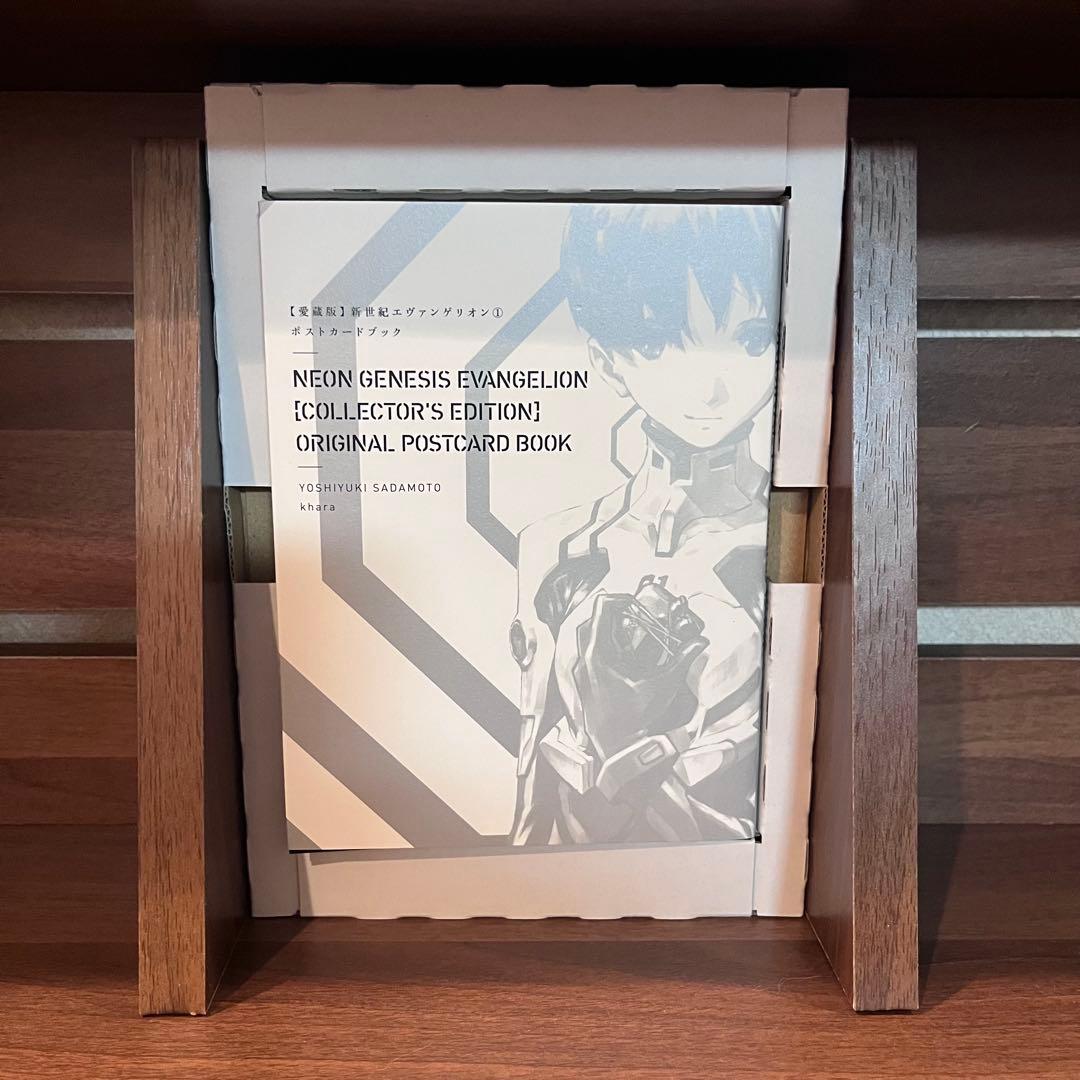 【愛蔵版】新世紀エヴァンゲリオン①
ポストカードブック
NEON GENESIS EVANGELION
[COLLECTOR'S EDITION]
ORIGINAL POSTCARD BOOK
YOSHIYUKI SADAMOTO
khara